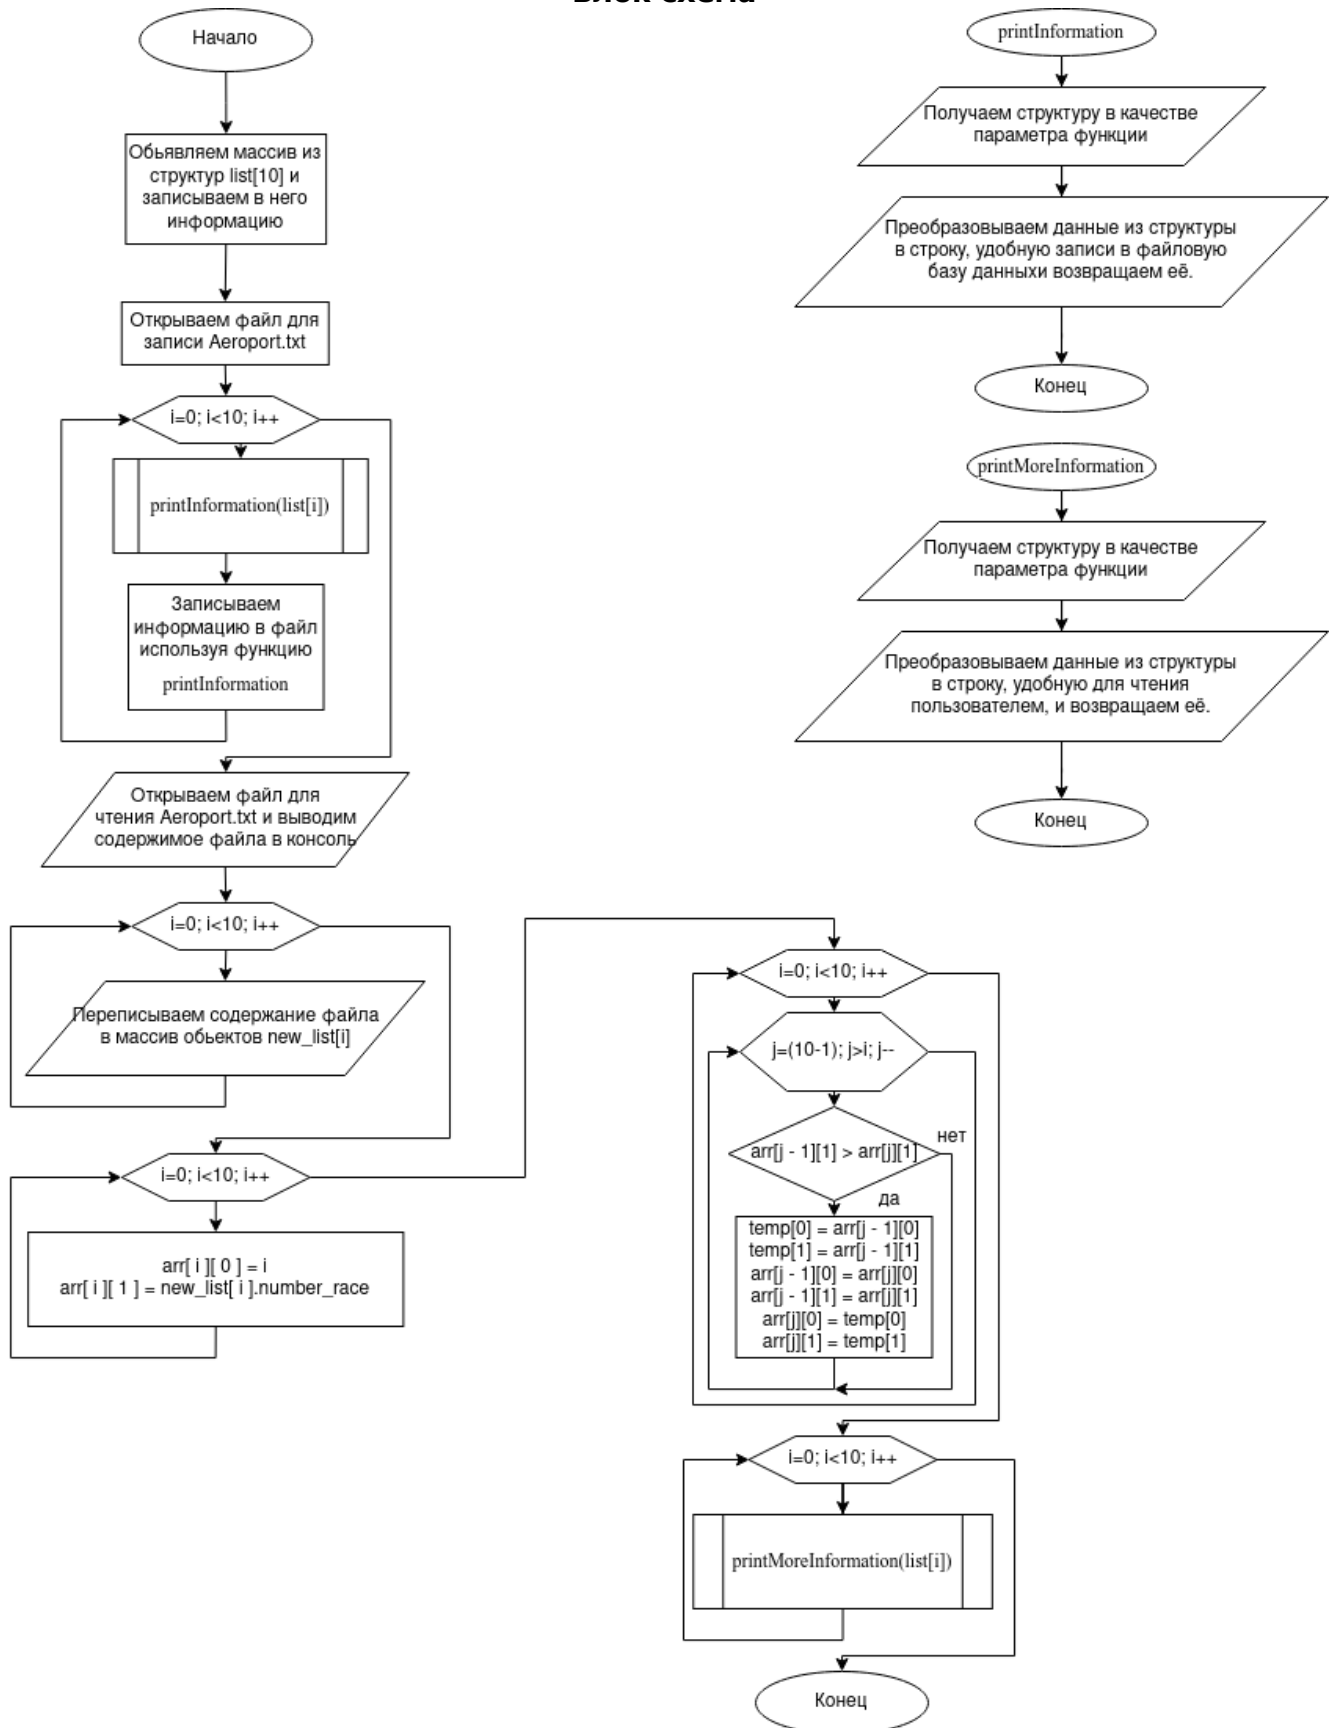 Блок схема
Начало
Обьявляем массив из
структур list[10] и
записываем в него
информацию
Открываем файл для
записи Aeroport.txt
i=0; i<10; i++
printInformation(list[i])
Записываем
информацию в файл
используя функцию
printInformation
Открываем файл для
чтения Aeroport.txt и выводим
содержимое файла в консоль
i=0; i<10; i++
Переписываем содержание файла
в массив обьектов new_list[i]
i=0; i<10; i++
arr[ i ][ 0 ] = i
arr[ i ][ 1 ] = new_list[ i ].number_race
i=0; i<10; i++
j=(10-1); j>i; j--
arr[j - 1][1] > arr[j][1]
нет
да
temp[0] = arr[j - 1][0]
temp[1] = arr[j - 1][1]
arr[j - 1][0] = arr[j][0]
arr[j - 1][1] = arr[j][1]
arr[j][0] = temp[0]
arr[j][1] = temp[1]
i=0; i<10; i++
printMoreInformation(list[i])
Конец
printInformation
Получаем структуру в качестве
параметра функции
Преобразовываем данные из структуры
в строку, удобную записи в файловую
базу данныхи возвращаем её.
Конец
printMoreInformation
Получаем структуру в качестве
параметра функции
Преобразовываем данные из структуры
в строку, удобную для чтения
пользователем, и возвращаем её.
Конец